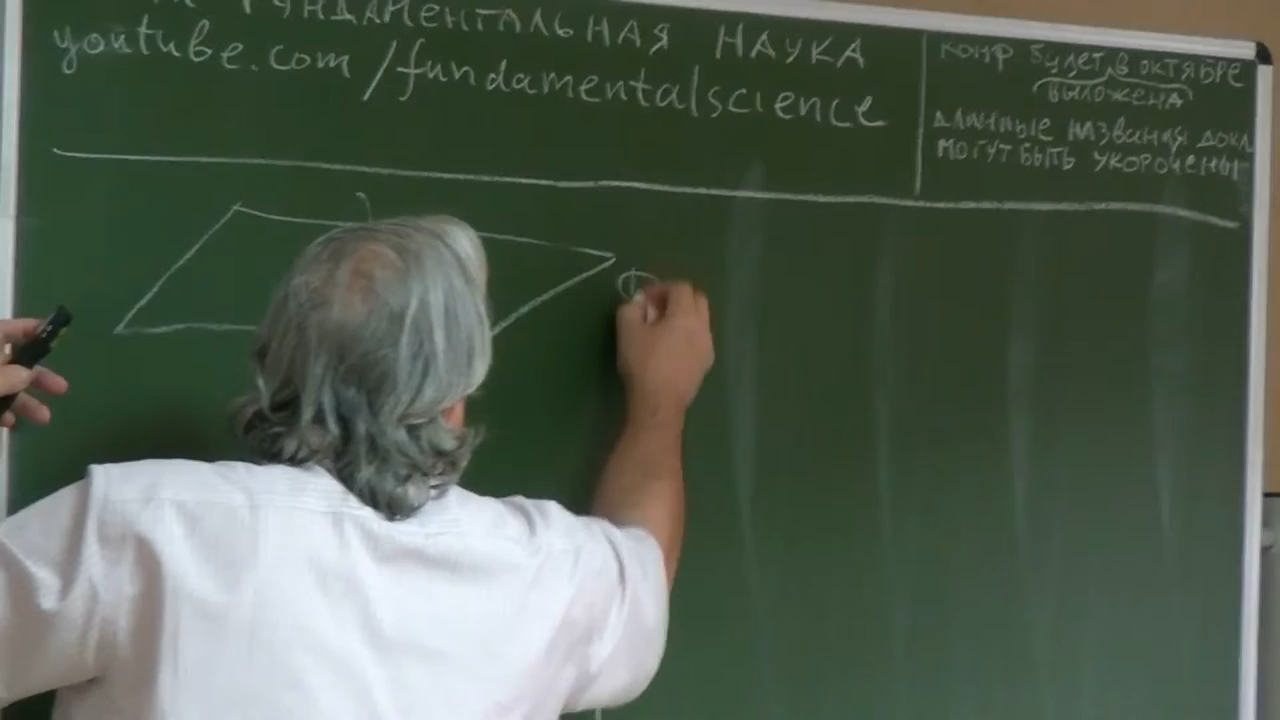 ФУНДАМЕНТАЛЬНАЯ НАУКА
youtube.com/fundamentalscience
конф будет в октябре
выложена
длинные названия докл
могут быть укорочены
Ф